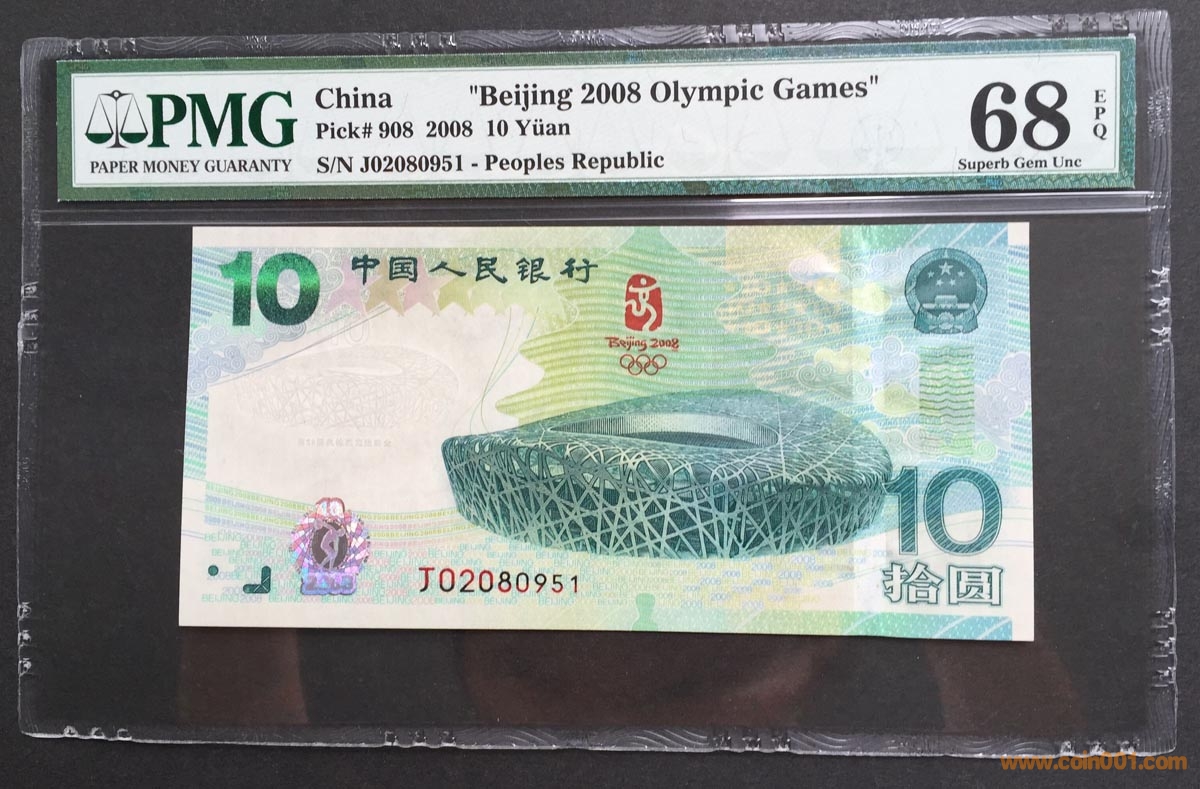 PMG
PAPER MONEY GUARANTY
China "Beijing 2008 Olympic Games"
Pick# 908 2008 10 Yüan
S/N J02080951 - Peoples Republic
68
EPQ
Superb Gem Unc
10
中国人民银行
Beijing 2008
10
2008
J02080951
10
拾圆
www.coin001.com